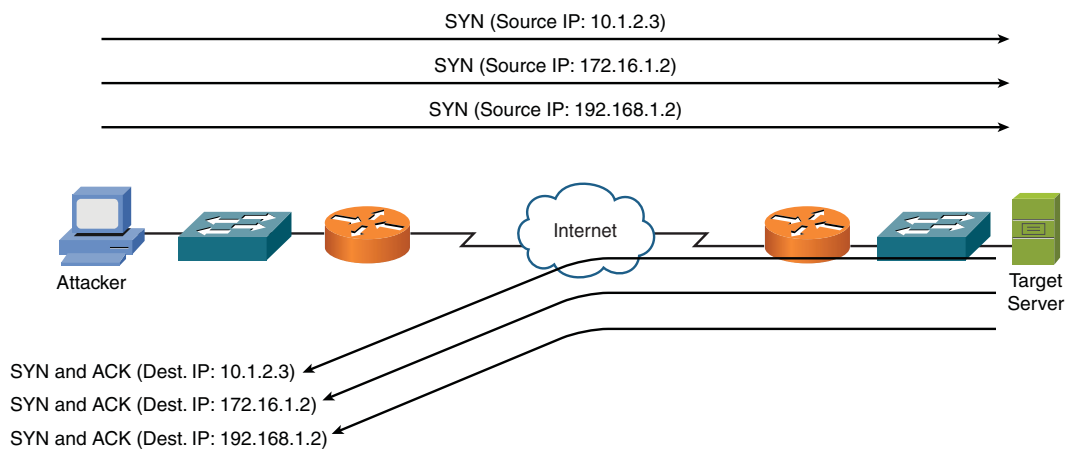 SYN (Source IP: 10.1.2.3)
SYN (Source IP: 172.16.1.2)
SYN (Source IP: 192.168.1.2)
Internet
Attacker
Target
Server
SYN and ACK (Dest. IP: 10.1.2.3)
SYN and ACK (Dest. IP: 172.16.1.2)
SYN and ACK (Dest. IP: 192.168.1.2)